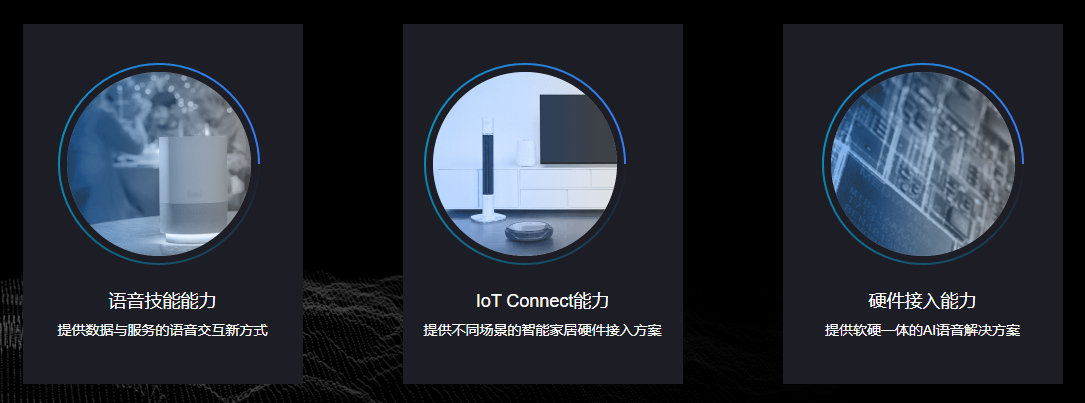 语音技能能力
提供数据与服务的语音交互新方式
IoT Connect能力
提供不同场景的智能家居硬件接入方案
硬件接入能力
提供软硬一体的AI语音解决方案